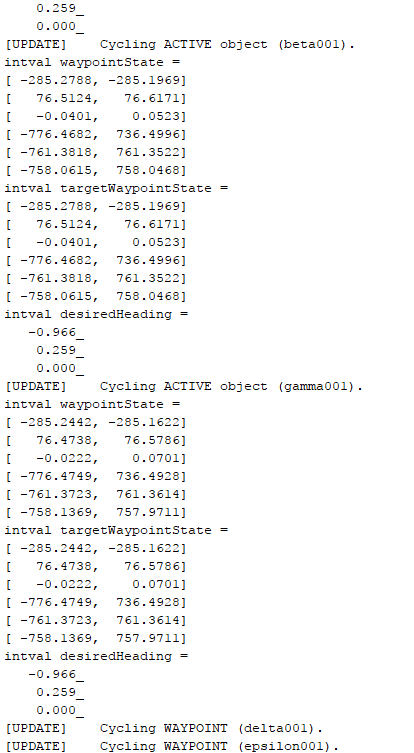 0.259_
    0.000_
[UPDATE]    Cycling ACTIVE object (beta001).
intval waypointState =
[ -285.2788, -285.1969]
[   76.5124,   76.6171]
[   -0.0401,    0.0523]
[ -776.4682,  736.4996]
[ -761.3818,  761.3522]
[ -758.0615,  758.0468]
intval targetWaypointState =
[ -285.2788, -285.1969]
[   76.5124,   76.6171]
[   -0.0401,    0.0523]
[ -776.4682,  736.4996]
[ -761.3818,  761.3522]
[ -758.0615,  758.0468]
intval desiredHeading =
   -0.966_
    0.259_
    0.000_
[UPDATE]    Cycling ACTIVE object (gamma001).
intval waypointState =
[ -285.2442, -285.1622]
[   76.4738,   76.5786]
[   -0.0222,    0.0701]
[ -776.4749,  736.4928]
[ -761.3723,  761.3614]
[ -758.1369,  757.9711]
intval targetWaypointState =
[ -285.2442, -285.1622]
[   76.4738,   76.5786]
[   -0.0222,    0.0701]
[ -776.4749,  736.4928]
[ -761.3723,  761.3614]
[ -758.1369,  757.9711]
intval desiredHeading =
   -0.966_
    0.259_
    0.000_
[UPDATE]    Cycling WAYPOINT (delta001).
[UPDATE]    Cycling WAYPOINT (epsilon001).